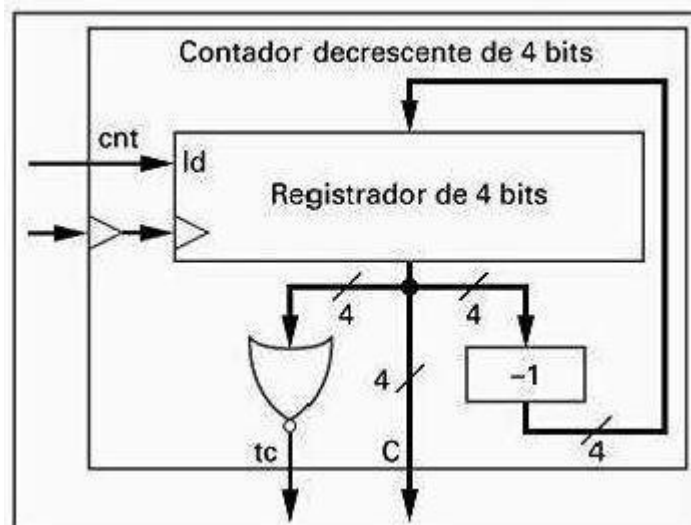 Contador decrescente de 4 bits
cnt
ld
Registrador de 4 bits
4
4
4
–1
4
tc
C